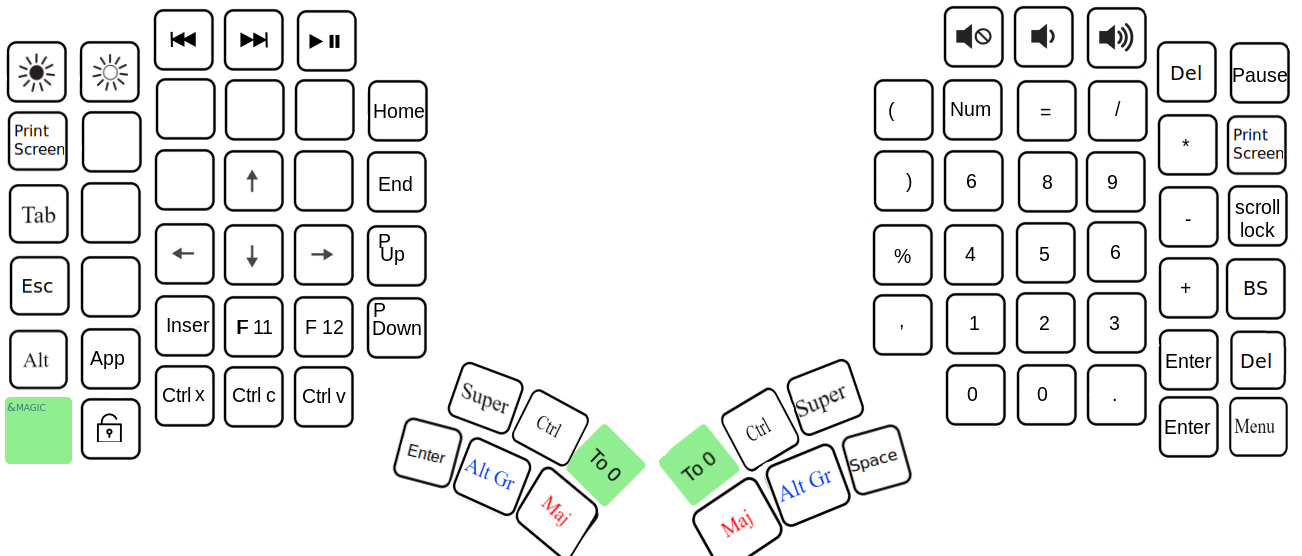 Print
Screen
Tab
Esc
Alt
App
&MAGIC
Home
End
P
Up
Inser
F 11
F 12
P
Down
Ctrl x
Ctrl c
Ctrl v
Super
Ctrl
To 0
Enter
Alt Gr
Maj
(
Num
=
/
Del
Pause
*
Print
Screen
)
6
8
9
-
scroll
lock
%
4
5
6
+
BS
,
1
2
3
Enter
Del
0
0
.
Enter
Menu
To 0
Ctrl
Super
Maj
Alt Gr
Space